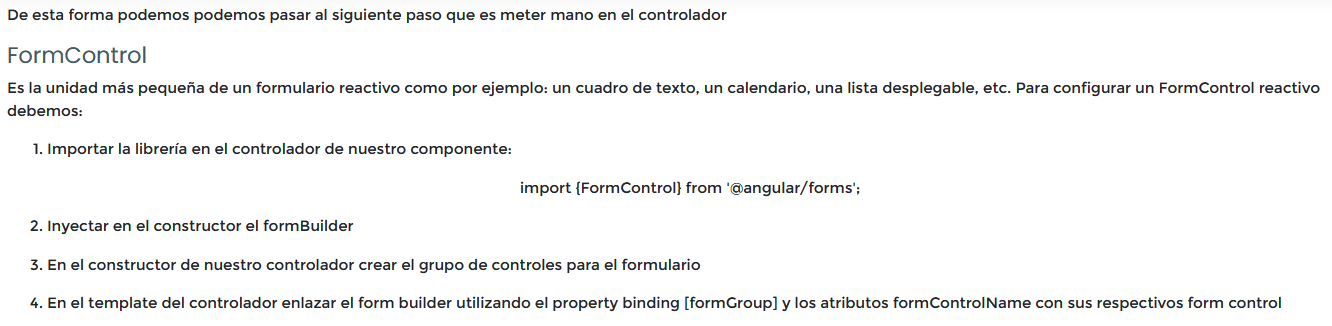 De esta forma podemos podemos pasar al siguiente paso que es meter mano en el controlador
FormControl
Es la unidad más pequeña de un formulario reactivo como por ejemplo: un cuadro de texto, un calendario, una lista desplegable, etc. Para configurar un FormControl reactivo
debemos:
1. Importar la librería en el controlador de nuestro componente:
import {FormControl} from '@angular/forms';
2. Inyectar en el constructor el formBuilder
3. En el constructor de nuestro controlador crear el grupo de controles para el formulario
4. En el template del controlador enlazar el form builder utilizando el property binding [formGroup] y los atributos formControlName con sus respectivos form control